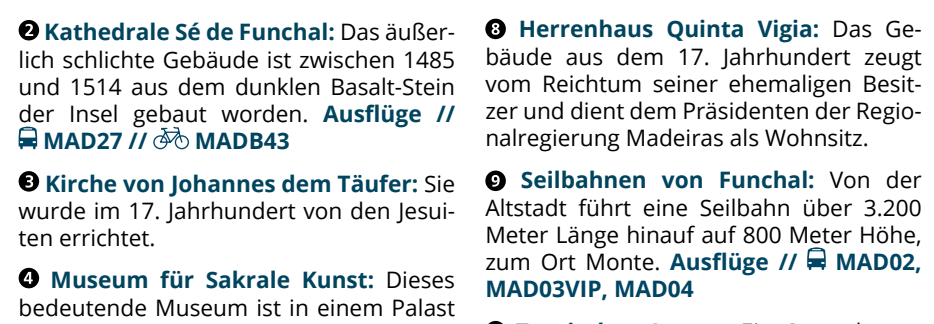 ❷ Kathedrale Sé de Funchal: Das äußer-
lich schlichte Gebäude ist zwischen 1485
und 1514 aus dem dunklen Basalt-Stein
der Insel gebaut worden. Ausflüge //
MAD27 // MADB43
❸ Kirche von Johannes dem Täufer: Sie
wurde im 17. Jahrhundert von den Jesui-
ten errichtet.
❹ Museum für Sakrale Kunst: Dieses
bedeutende Museum ist in einem Palast
❽ Herrenhaus Quinta Vigia: Das Ge-
bäude aus dem 17. Jahrhundert zeugt
vom Reichtum seiner ehemaligen Besit-
zer und dient dem Präsidenten der Regio-
nalregierung Madeiras als Wohnsitz.
❾ Seilbahnen von Funchal: Von der
Altstadt führt eine Seilbahn über 3.200
Meter Länge hinauf auf 800 Meter Höhe,
zum Ort Monte. Ausflüge // MAD02,
MAD03VIP, MAD04